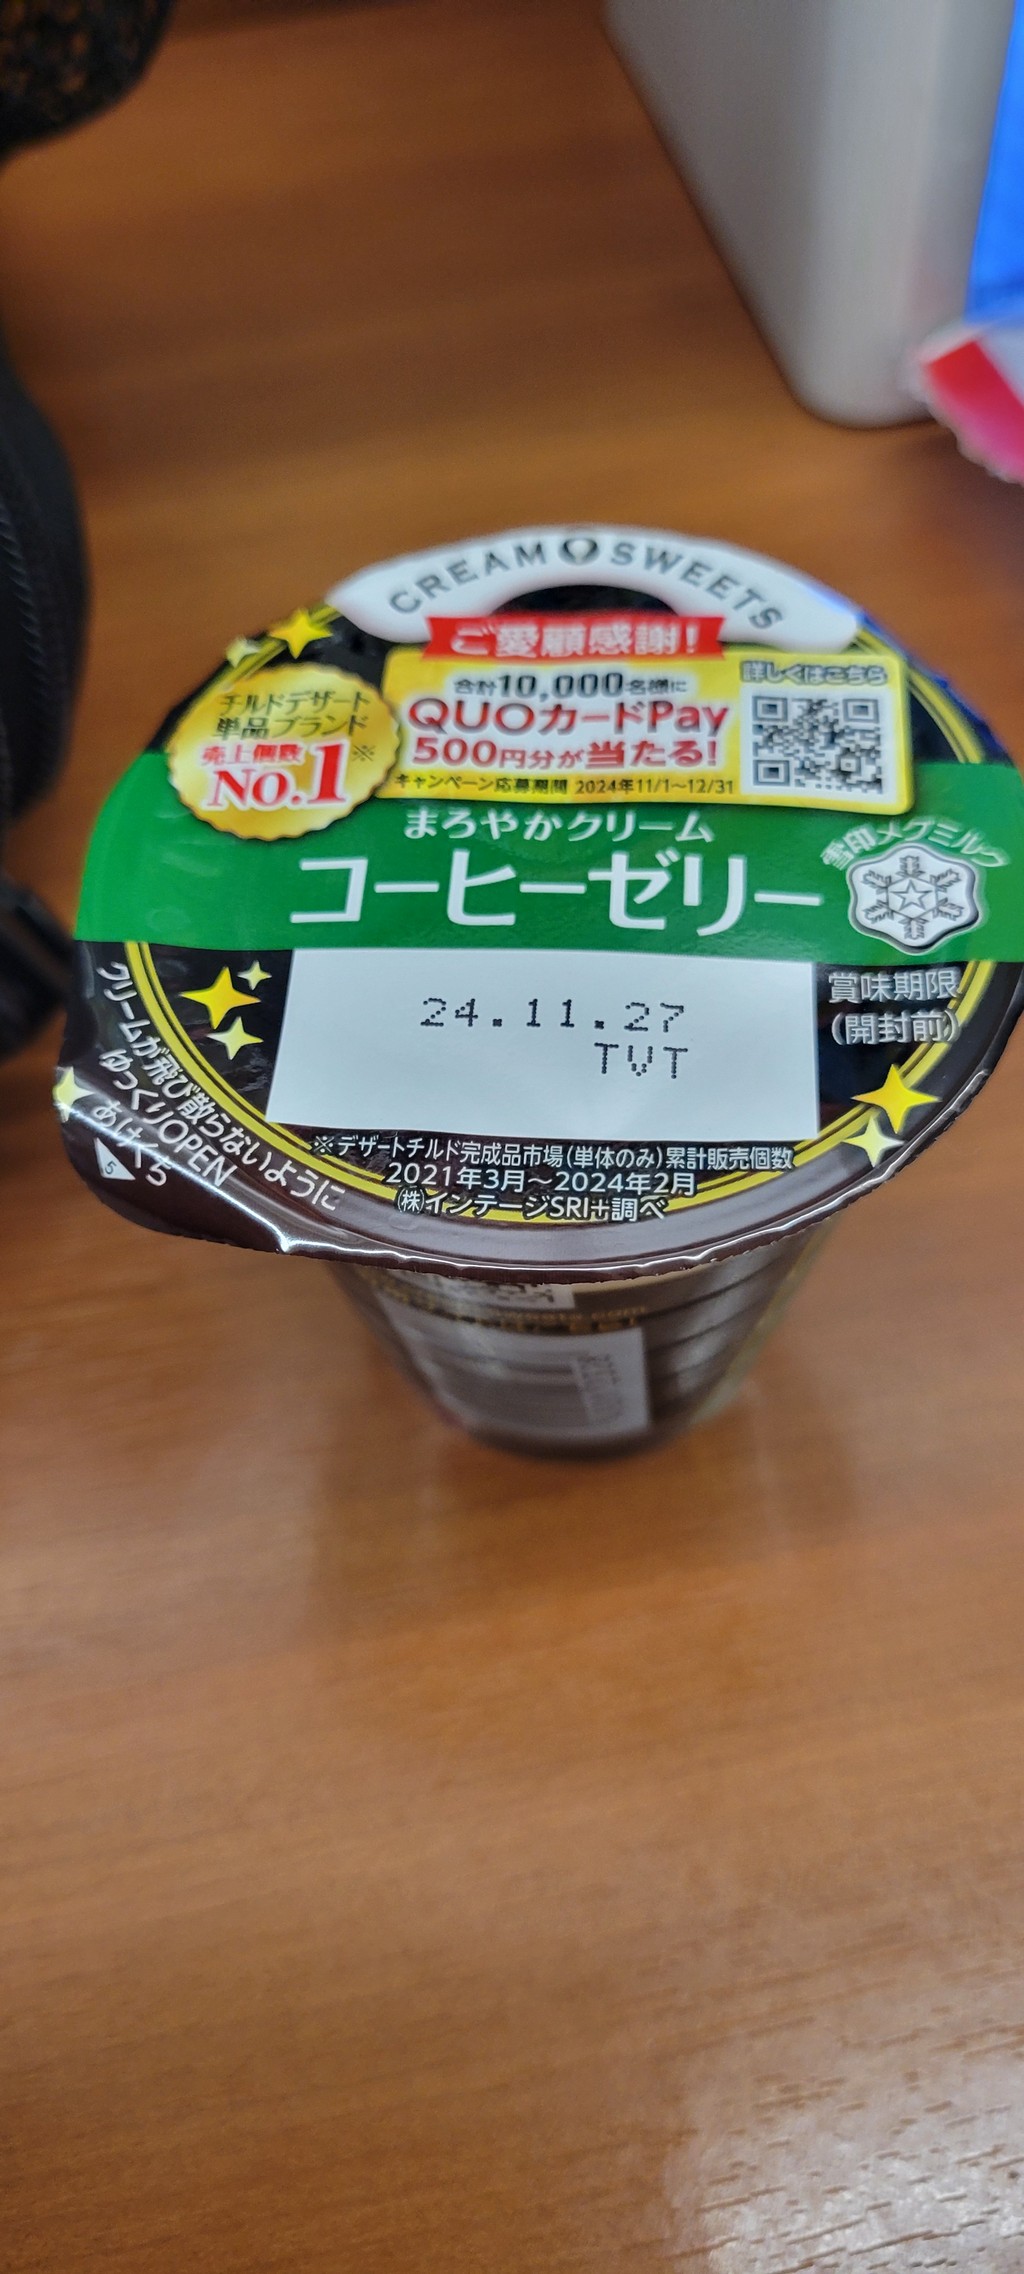 CREAM SWEETS
ご愛顧感謝!
合計10,000名様に
QUOカードPay
500円分が当たる!
キャンペーン応募期間 2024年11/1~12/31
詳しくはこちら
チルドデザート
単品ブランド
売上個数※
No.1
まろやかクリーム
コーヒーゼリー
雪印メグミルク
24.11.27
TVT
賞味期限
(開封前)
クリームが飛び散らないように
ゆっくりOPEN
あけくち
※デザートチルド完成品市場(単体のみ)累計販売個数
2021年3月~2024年2月
㈱インテージSRI+調べ